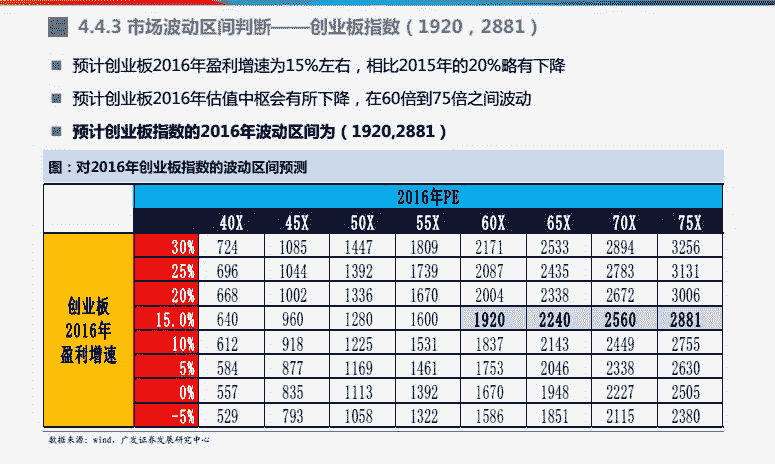 4.4.3 市场波动区间判断——创业板指数（1920，2881）
预计创业板2016年盈利增速为15%左右，相比2015年的20%略有下降
预计创业板2016年估值中枢会有所下降，在60倍到75倍之间波动
预计创业板指数的2016年波动区间为（1920,2881）
图：对2016年创业板指数的波动区间预测
2016年PE
40X 45X 50X 55X 60X 65X 70X 75X
创业板
2016年
盈利增速
30% 724 1085 1447 1809 2171 2533 2894 3256
25% 696 1044 1392 1739 2087 2435 2783 3131
20% 668 1002 1336 1670 2004 2338 2672 3006
15.0% 640 960 1280 1600 1920 2240 2560 2881
10% 612 918 1225 1531 1837 2143 2449 2755
5% 584 877 1169 1461 1753 2046 2338 2630
0% 557 835 1113 1392 1670 1948 2227 2505
-5% 529 793 1058 1322 1586 1851 2115 2380
数据来源：wind，广发证券发展研究中心